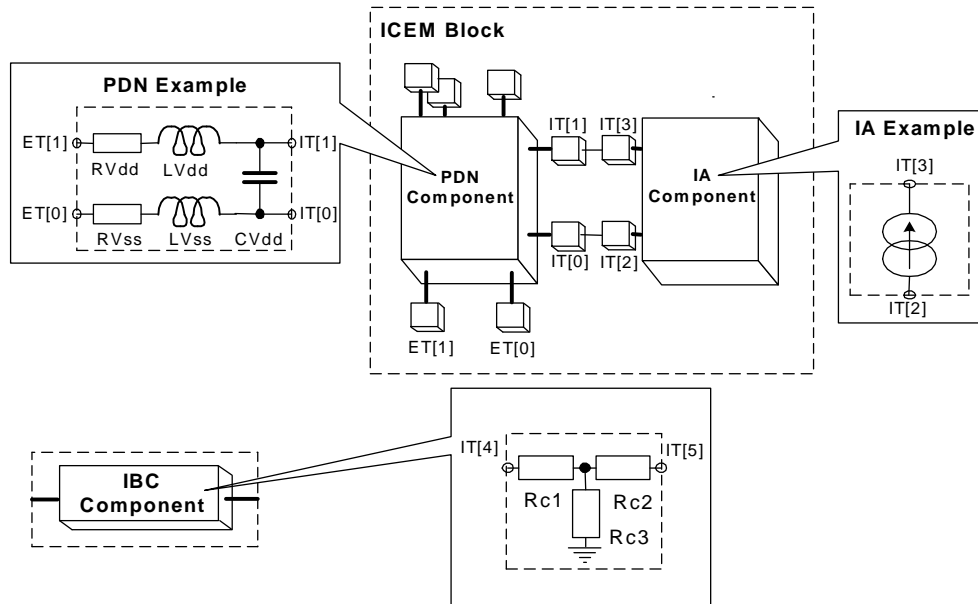 ICEM Block
PDN Example
ET[1]
IT[1]
RVdd
LVdd
ET[0]
IT[0]
RVss
LVss
CVdd
PDN
Component
IT[1]
IT[3]
IA
Component
IT[0]
IT[2]
ET[1]
ET[0]
IA Example
IT[3]
IT[2]
IBC
Component
IT[4]
IT[5]
Rc1
Rc2
Rc3